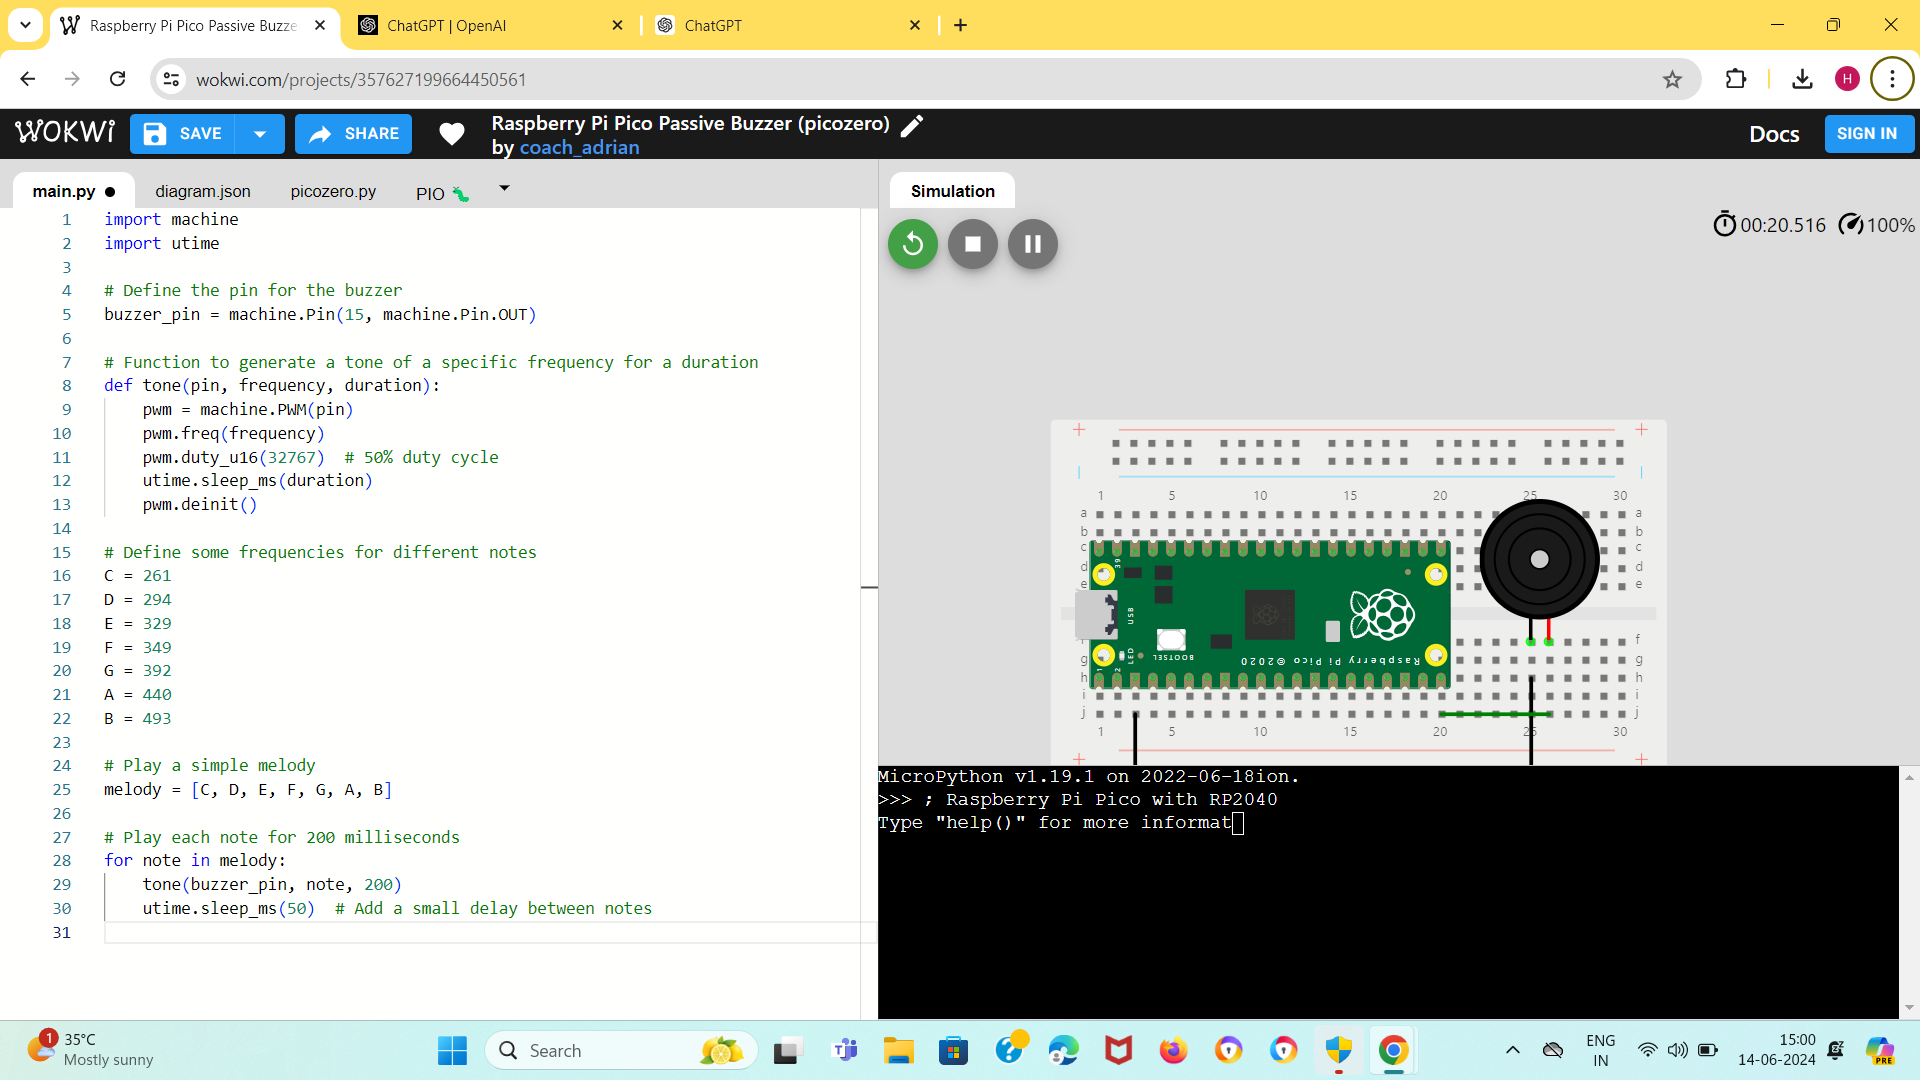 Raspberry Pi Pico Passive Buzze
ChatGPT | OpenAI
ChatGPT
wokwi.com/projects/357627199664450561
H
WOKWi
SAVE
SHARE
Raspberry Pi Pico Passive Buzzer (picozero)
by coach_adrian
Docs
SIGN IN
main.py
diagram.json
picozero.py
PIO
1 import machine
2 import utime
3
4 # Define the pin for the buzzer
5 buzzer_pin = machine.Pin(15, machine.Pin.OUT)
6
7 # Function to generate a tone of a specific frequency for a duration
8 def tone(pin, frequency, duration):
9 pwm = machine.PWM(pin)
10 pwm.freq(frequency)
11 pwm.duty_u16(32767)  # 50% duty cycle
12 utime.sleep_ms(duration)
13 pwm.deinit()
14
15 # Define some frequencies for different notes
16 C = 261
17 D = 294
18 E = 329
19 F = 349
20 G = 392
21 A = 440
22 B = 493
23
24 # Play a simple melody
25 melody = [C, D, E, F, G, A, B]
26
27 # Play each note for 200 milliseconds
28 for note in melody:
29 tone(buzzer_pin, note, 200)
30 utime.sleep_ms(50)  # Add a small delay between notes
31
Simulation
00:20.516
100%
1 5 10 15 20 25 30
a a
b b
c c
d d
e e
39
USB
LED
BOOTSEL
Raspberry Pi Pico ©2020
1
2
f
g g
h h
i i
j j
1 5 10 15 20 25 30
MicroPython v1.19.1 on 2022-06-18ion.
>>> ; Raspberry Pi Pico with RP2040
Type "help()" for more informat
1
35°C
Mostly sunny
Search
ENG
IN
15:00
14-06-2024
PRE